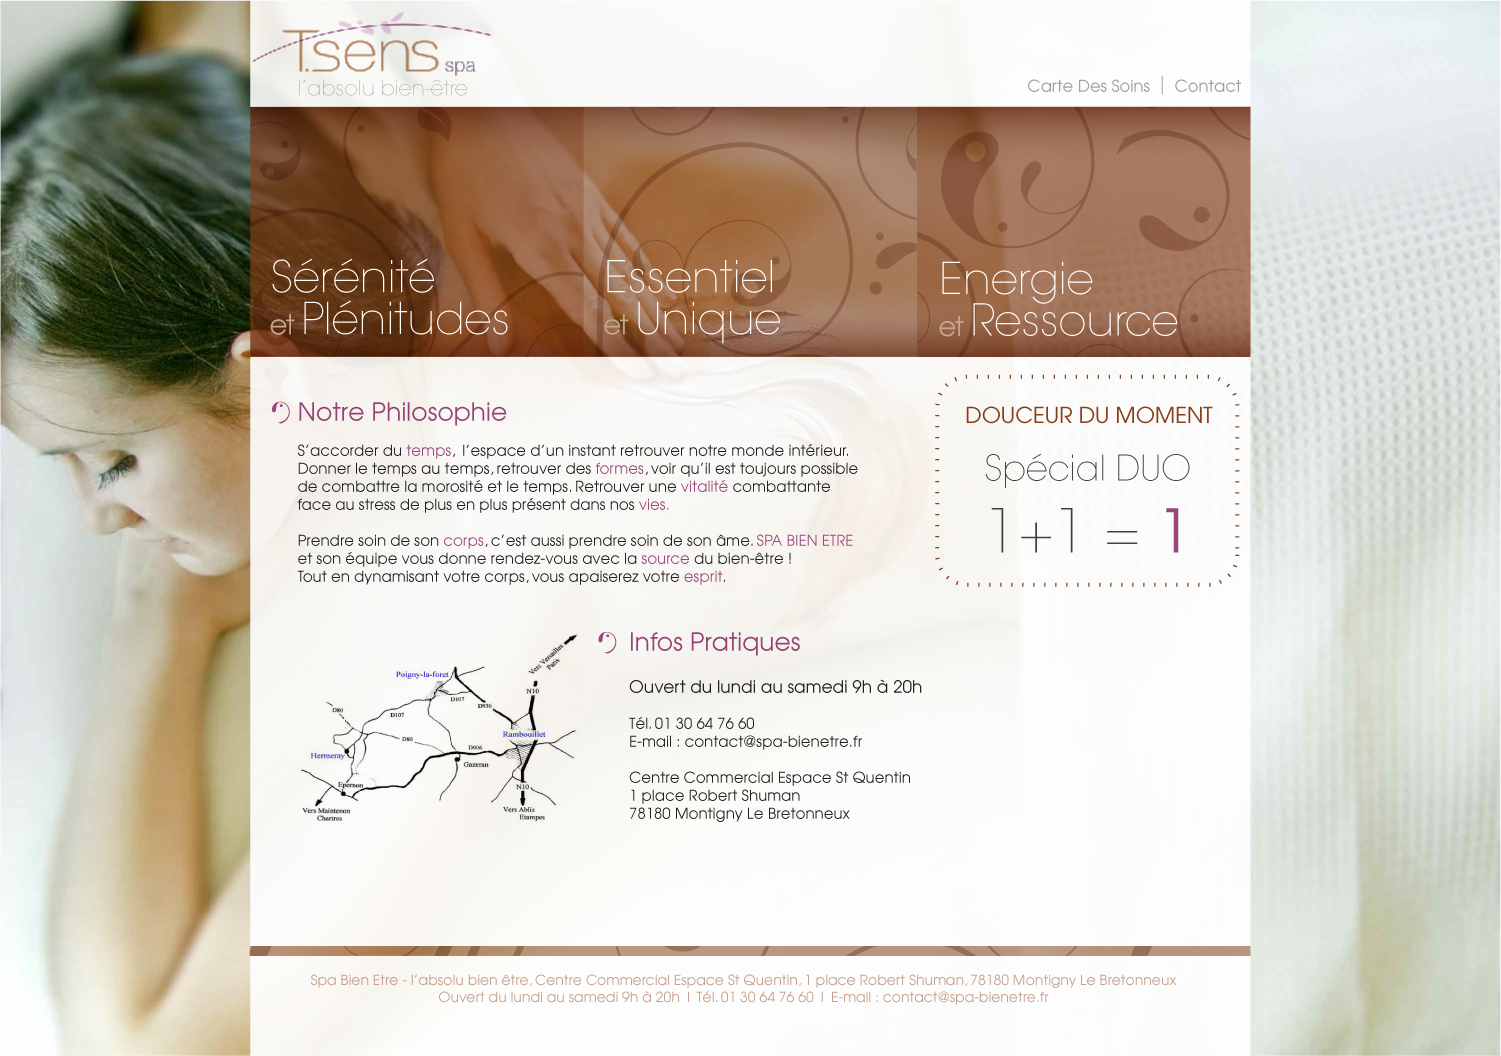 T.sens spa
l'absolu bien-être
Carte Des Soins | Contact
Sérénité
et Plénitudes
Essentiel
et Unique
Energie
et Ressource
Notre Philosophie
S'accorder du temps, l'espace d'un instant retrouver notre monde intérieur.
Donner le temps au temps, retrouver des formes, voir qu'il est toujours possible
de combattre la morosité et le temps. Retrouver une vitalité combattante
face au stress de plus en plus présent dans nos vies.
Prendre soin de son corps, c'est aussi prendre soin de son âme. SPA BIEN ETRE
et son équipe vous donne rendez-vous avec la source du bien-être !
Tout en dynamisant votre corps, vous apaiserez votre esprit.
DOUCEUR DU MOMENT
Spécial DUO
1+1 = 1
Vers Versailles
Paris
Poigny-la-foret
N10
D107
D936
D80
D107
Rambouillet
D80
D906
Hermeray
Gazeran
Epernon
N10
Vers Maintenon
Chartres
Vers Ablis
Etampes
Infos Pratiques
Ouvert du lundi au samedi 9h à 20h
Tél. 01 30 64 76 60
E-mail : contact@spa-bienetre.fr
Centre Commercial Espace St Quentin
1 place Robert Shuman
78180 Montigny Le Bretonneux
Spa Bien Etre - l'absolu bien être, Centre Commercial Espace St Quentin, 1 place Robert Shuman, 78180 Montigny Le Bretonneux
Ouvert du lundi au samedi 9h à 20h | Tél. 01 30 64 76 60 | E-mail : contact@spa-bienetre.fr